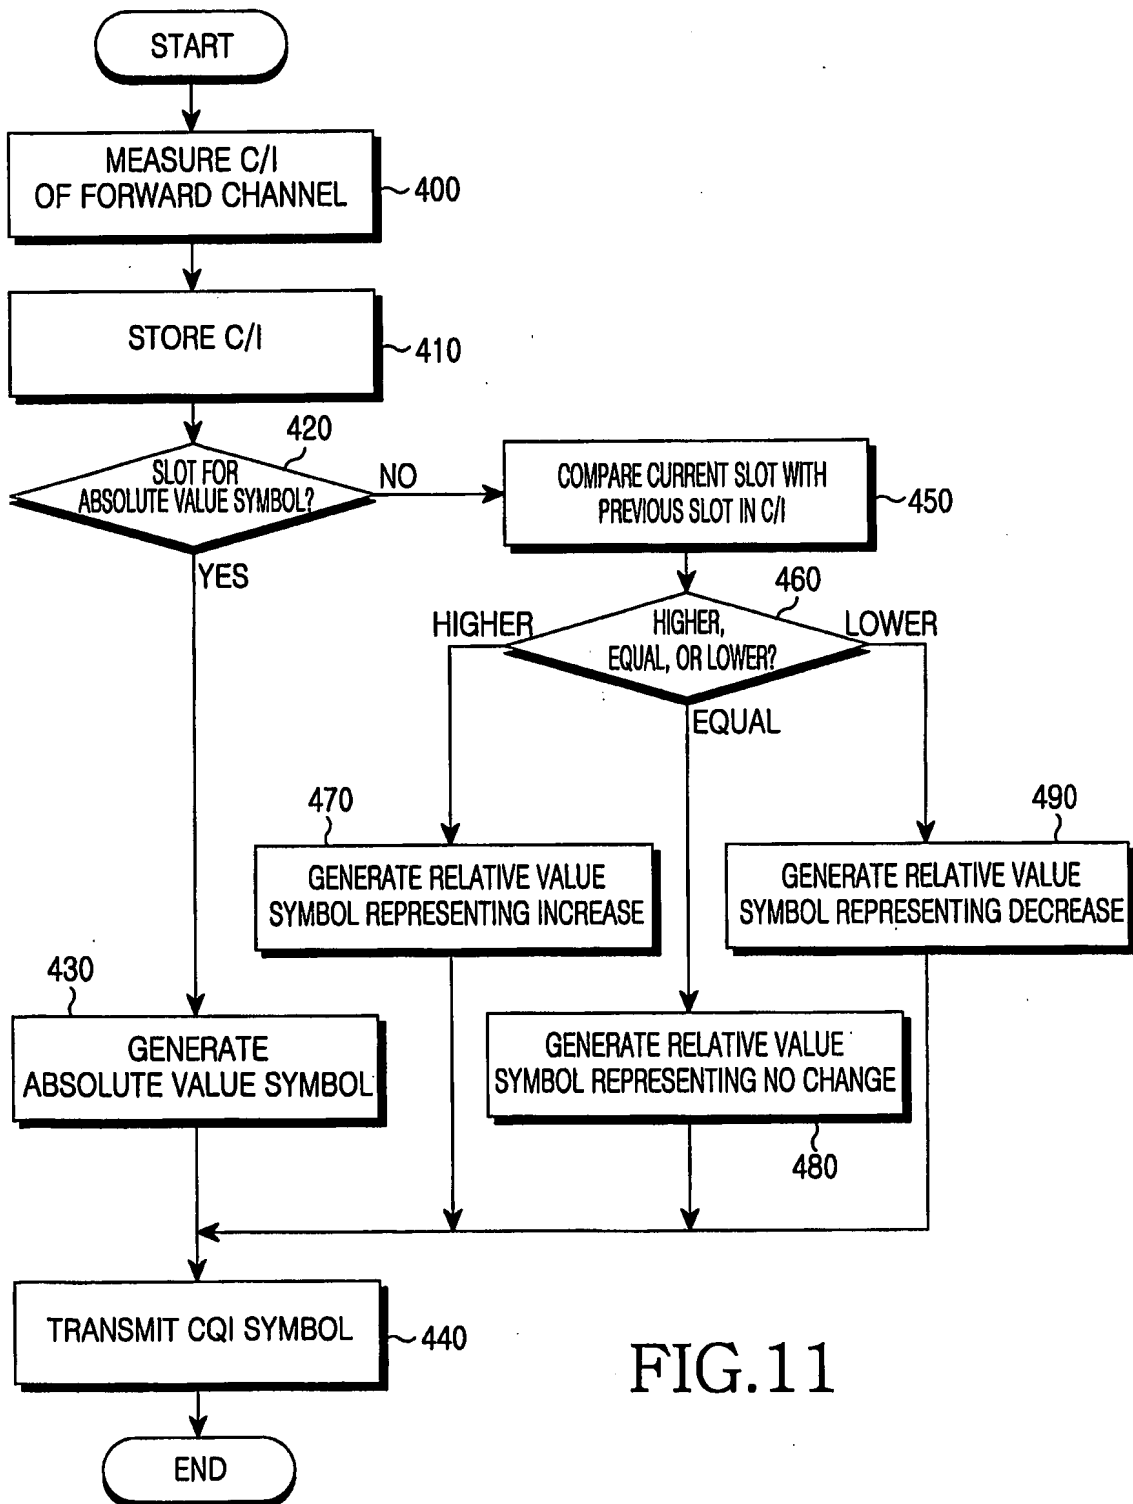 START
MEASURE C/I
OF FORWARD CHANNEL
400
STORE C/I
410
420
SLOT FOR
ABSOLUTE VALUE SYMBOL?
NO
YES
COMPARE CURRENT SLOT WITH
PREVIOUS SLOT IN C/I
450
460
HIGHER
HIGHER,
EQUAL, OR LOWER?
LOWER
EQUAL
470
GENERATE RELATIVE VALUE
SYMBOL REPRESENTING INCREASE
490
GENERATE RELATIVE VALUE
SYMBOL REPRESENTING DECREASE
430
GENERATE
ABSOLUTE VALUE SYMBOL
GENERATE RELATIVE VALUE
SYMBOL REPRESENTING NO CHANGE
480
TRANSMIT CQI SYMBOL
440
END
FIG.11